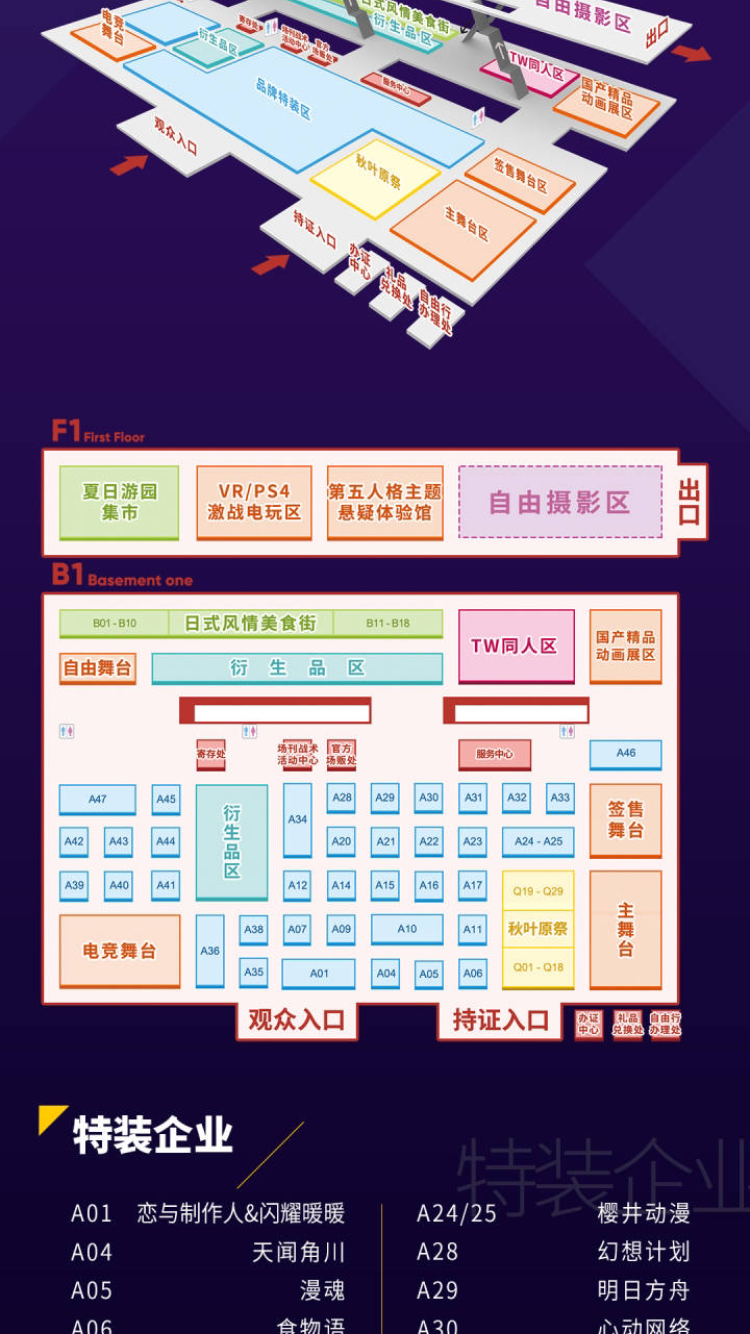 日式风情美食街
自由摄影区
出口
电竞
舞台
衍生品区
寄存处
场刊战术
活动中心
官方
场贩处
衍生品区
TW同人区
国产精品
动画展区
品牌特装区
服务中心
观众入口
秋叶原祭
签售舞台区
主舞台区
持证入口
办证
中心
礼品
兑换处
自由行
办理处
F1 First Floor
夏日游园
集市
VR/PS4
激战电玩区
第五人格主题
悬疑体验馆
自由摄影区
出口
B1 Basement one
B01-B10 日式风情美食街 B11-B18
TW同人区
国产精品
动画展区
自由舞台
衍生品区
寄存处
场刊战术
活动中心
官方
场贩处
服务中心
A46
A47 A45
衍生品区
A34
A28 A29 A30 A31 A32 A33
签售
舞台
A42 A43 A44
A20 A21 A22 A23 A24 - A25
A39 A40 A41
A12 A14 A15 A16 A17
Q19 - Q29
秋叶原祭
Q01 - Q18
主舞台
电竞舞台
A36
A38 A07 A09 A10 A11
A35 A01 A04 A05 A06
观众入口
持证入口
办证
中心
礼品
兑换处
自由行
办理处
特装企业
特装企业
A01 恋与制作人&闪耀暖暖
A04 天闻角川
A05 漫魂
A06 食物语
A24/25 樱井动漫
A28 幻想计划
A29 明日方舟
A30 心动网络